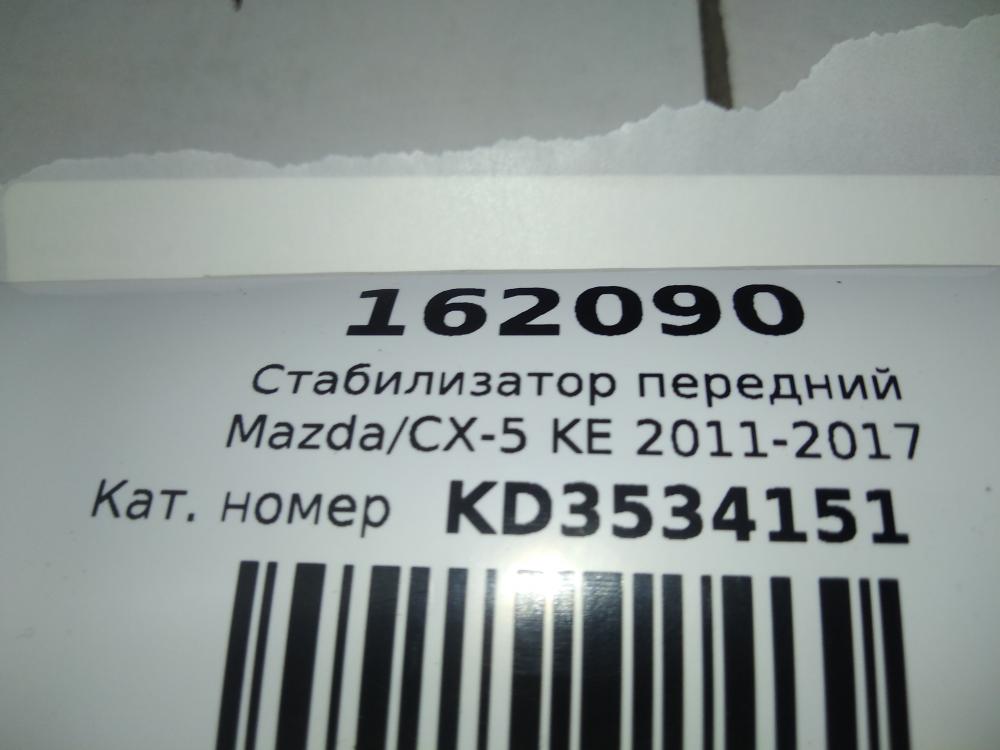 162090
Стабилизатор передний
Mazda/CX-5 KE 2011-2017
Кат. номер KD3534151